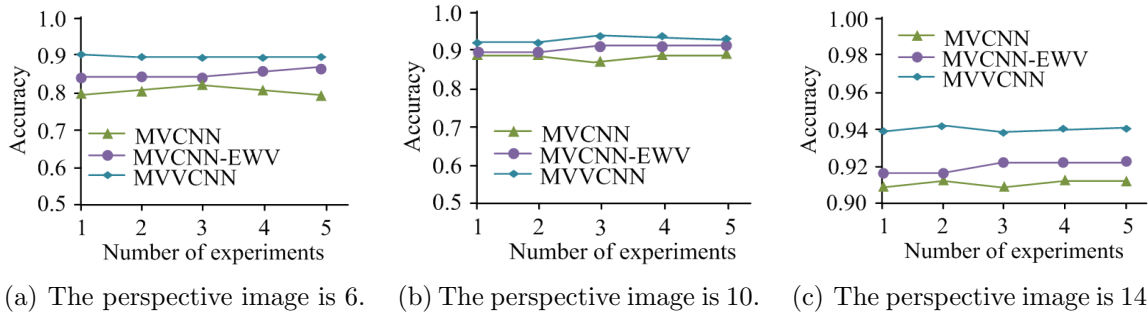 1.0
0.9
0.8
0.7
0.6
0.5
Accuracy
MVCNN
MVCNN-EWV
MVVCNN
1 2 3 4 5
Number of experiments
(a) The perspective image is 6.
1.0
0.9
0.8
0.7
0.6
0.5
Accuracy
MVCNN
MVCNN-EWV
MVVCNN
1 2 3 4 5
Number of experiments
(b) The perspective image is 10.
1.00
0.98
0.96
0.94
0.92
0.90
Accuracy
MVCNN
MVCNN-EWV
MVVCNN
1 2 3 4 5
Number of experiments
(c) The perspective image is 14